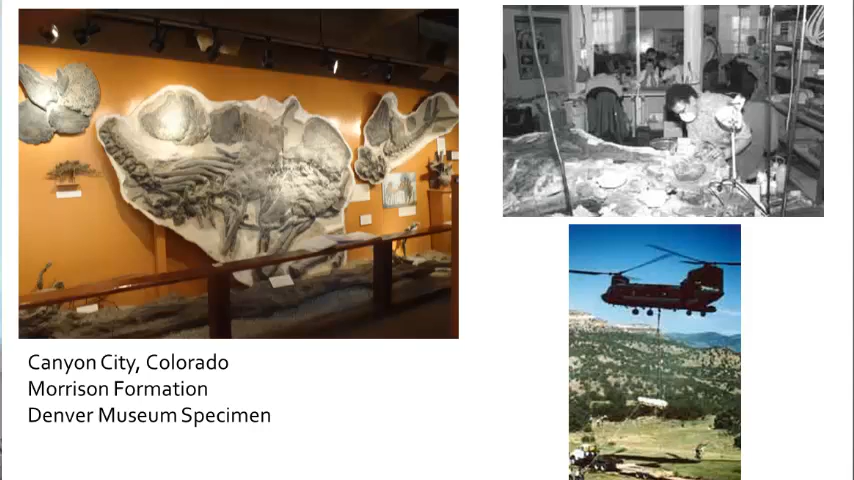 Canyon City, Colorado
Morrison Formation
Denver Museum Specimen